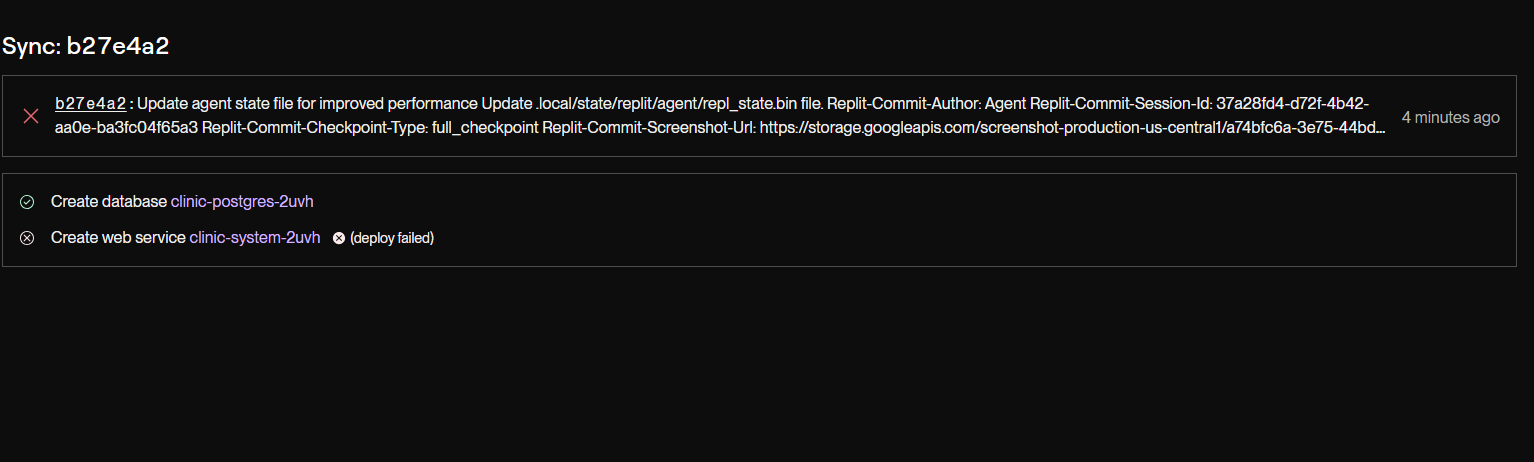 Sync: b27e4a2
b27e4a2: Update agent state file for improved performance Update .local/state/replit/agent/repl_state.bin file. Replit-Commit-Author: Agent Replit-Commit-Session-Id: 37a28fd4-d72f-4b42-
aa0e-ba3fc04f65a3 Replit-Commit-Checkpoint-Type: full_checkpoint Replit-Commit-Screenshot-Url: https://storage.googleapis.com/screenshot-production-us-central1/a74bfc6a-3e75-44bd...
4 minutes ago
Create database clinic-postgres-2uvh
Create web service clinic-system-2uvh (deploy failed)